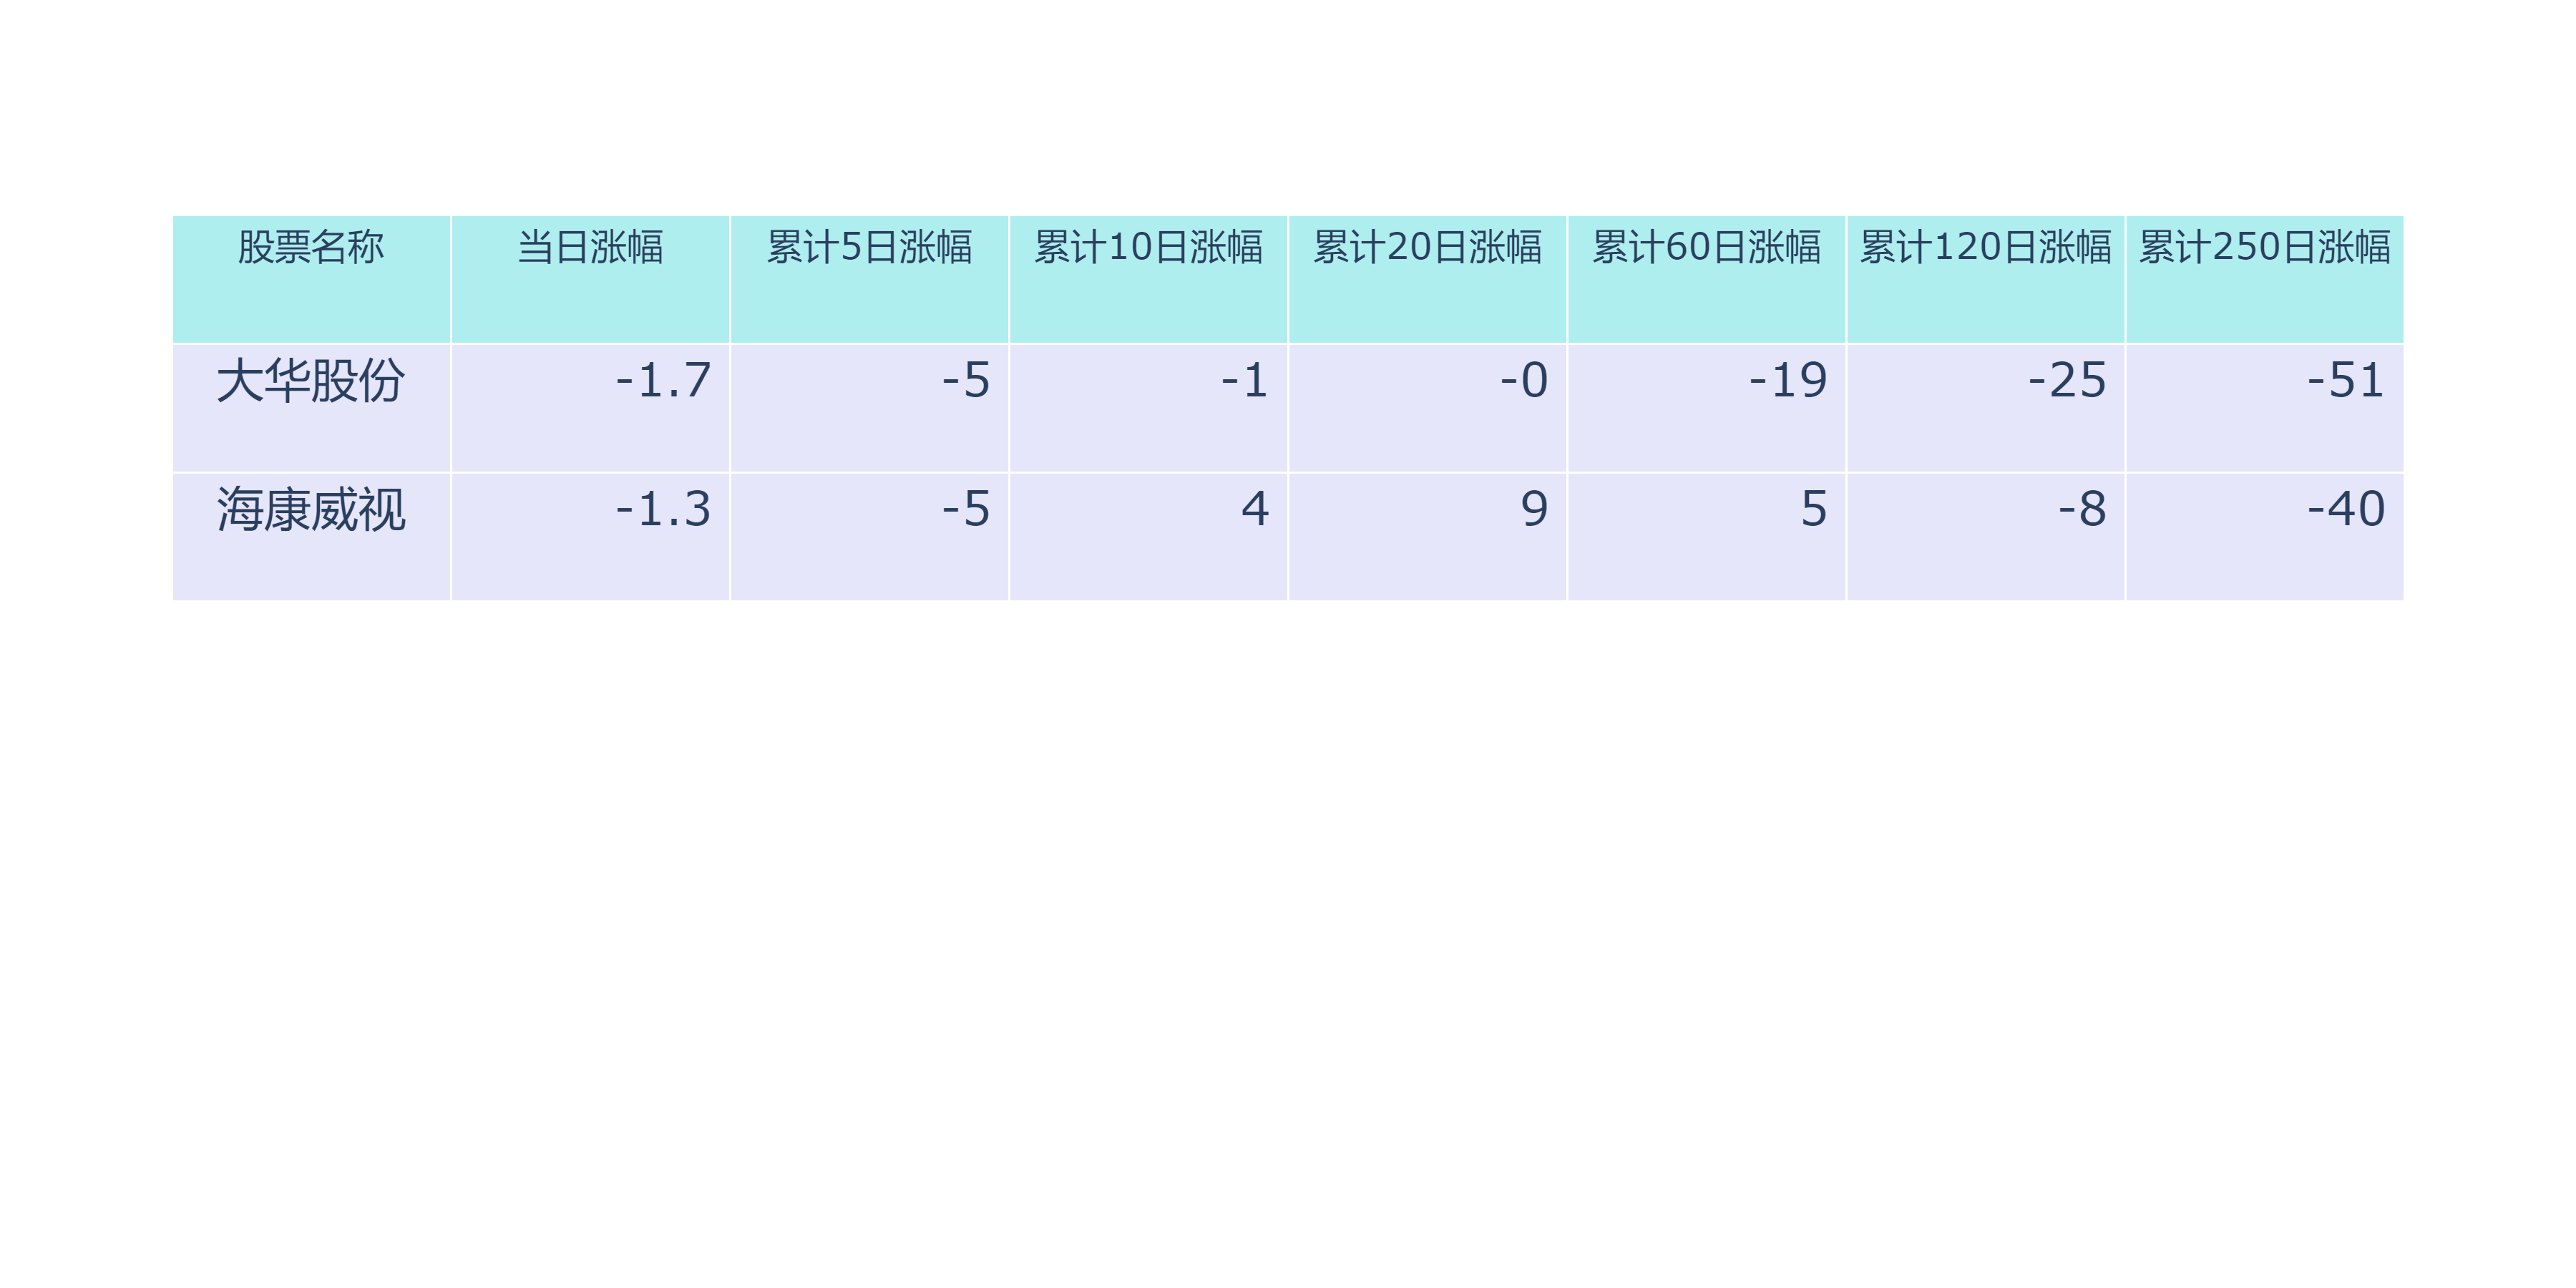 股票名称 当日涨幅 累计5日涨幅 累计10日涨幅 累计20日涨幅 累计60日涨幅 累计120日涨幅 累计250日涨幅
大华股份 -1.7 -5 -1 -0 -19 -25 -51
海康威视 -1.3 -5 4 9 5 -8 -40